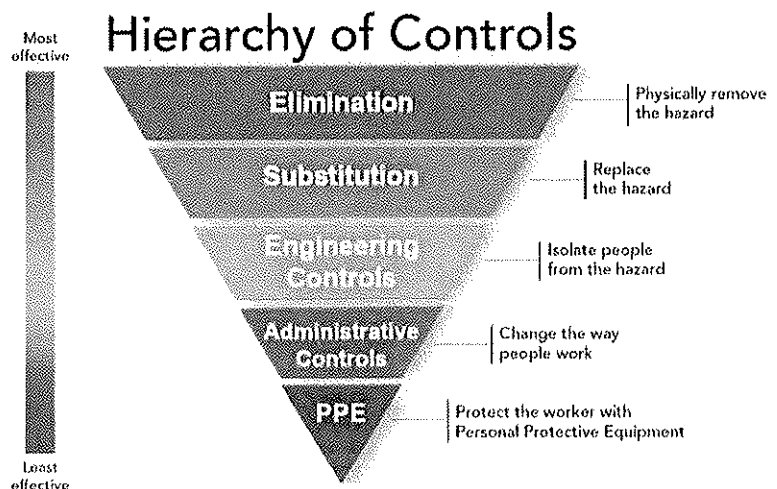 Hierarchy of Controls
Most
effective
Elimination
Physically remove
the hazard
Substitution
Replace
the hazard
Engineering
Controls
Isolate people
from the hazard
Administrative
Controls
Change the way
people work
PPE
Protect the worker with
Personal Protective Equipment
Least
effective